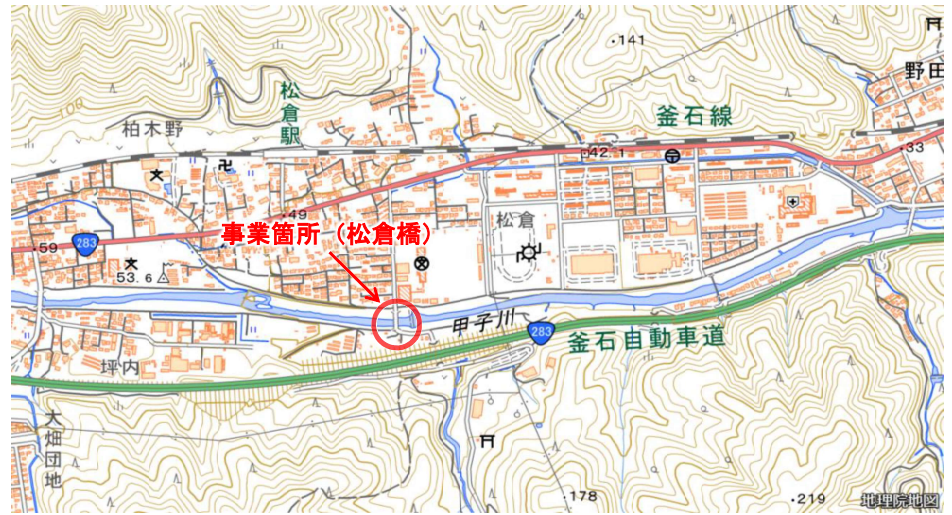 ・141
野田
松倉駅
釜石線
100
柏木野
42.1
・33
・49
松倉
事業箇所（松倉橋）
・59
283
53.6
甲子川
283
釜石自動車道
坪内
大畑団地
・178
・219
地理院地図